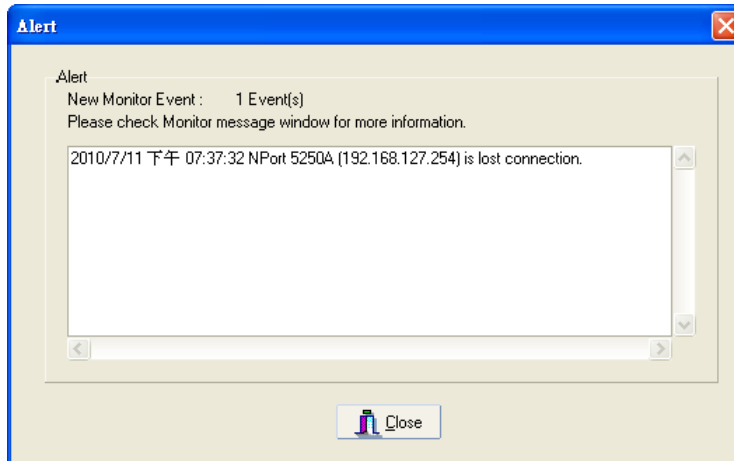 Alert
Alert
New Monitor Event : 1 Event(s)
Please check Monitor message window for more information.
2010/7/11 下午 07:37:32 NPort 5250A (192.168.127.254) is lost connection.
Close